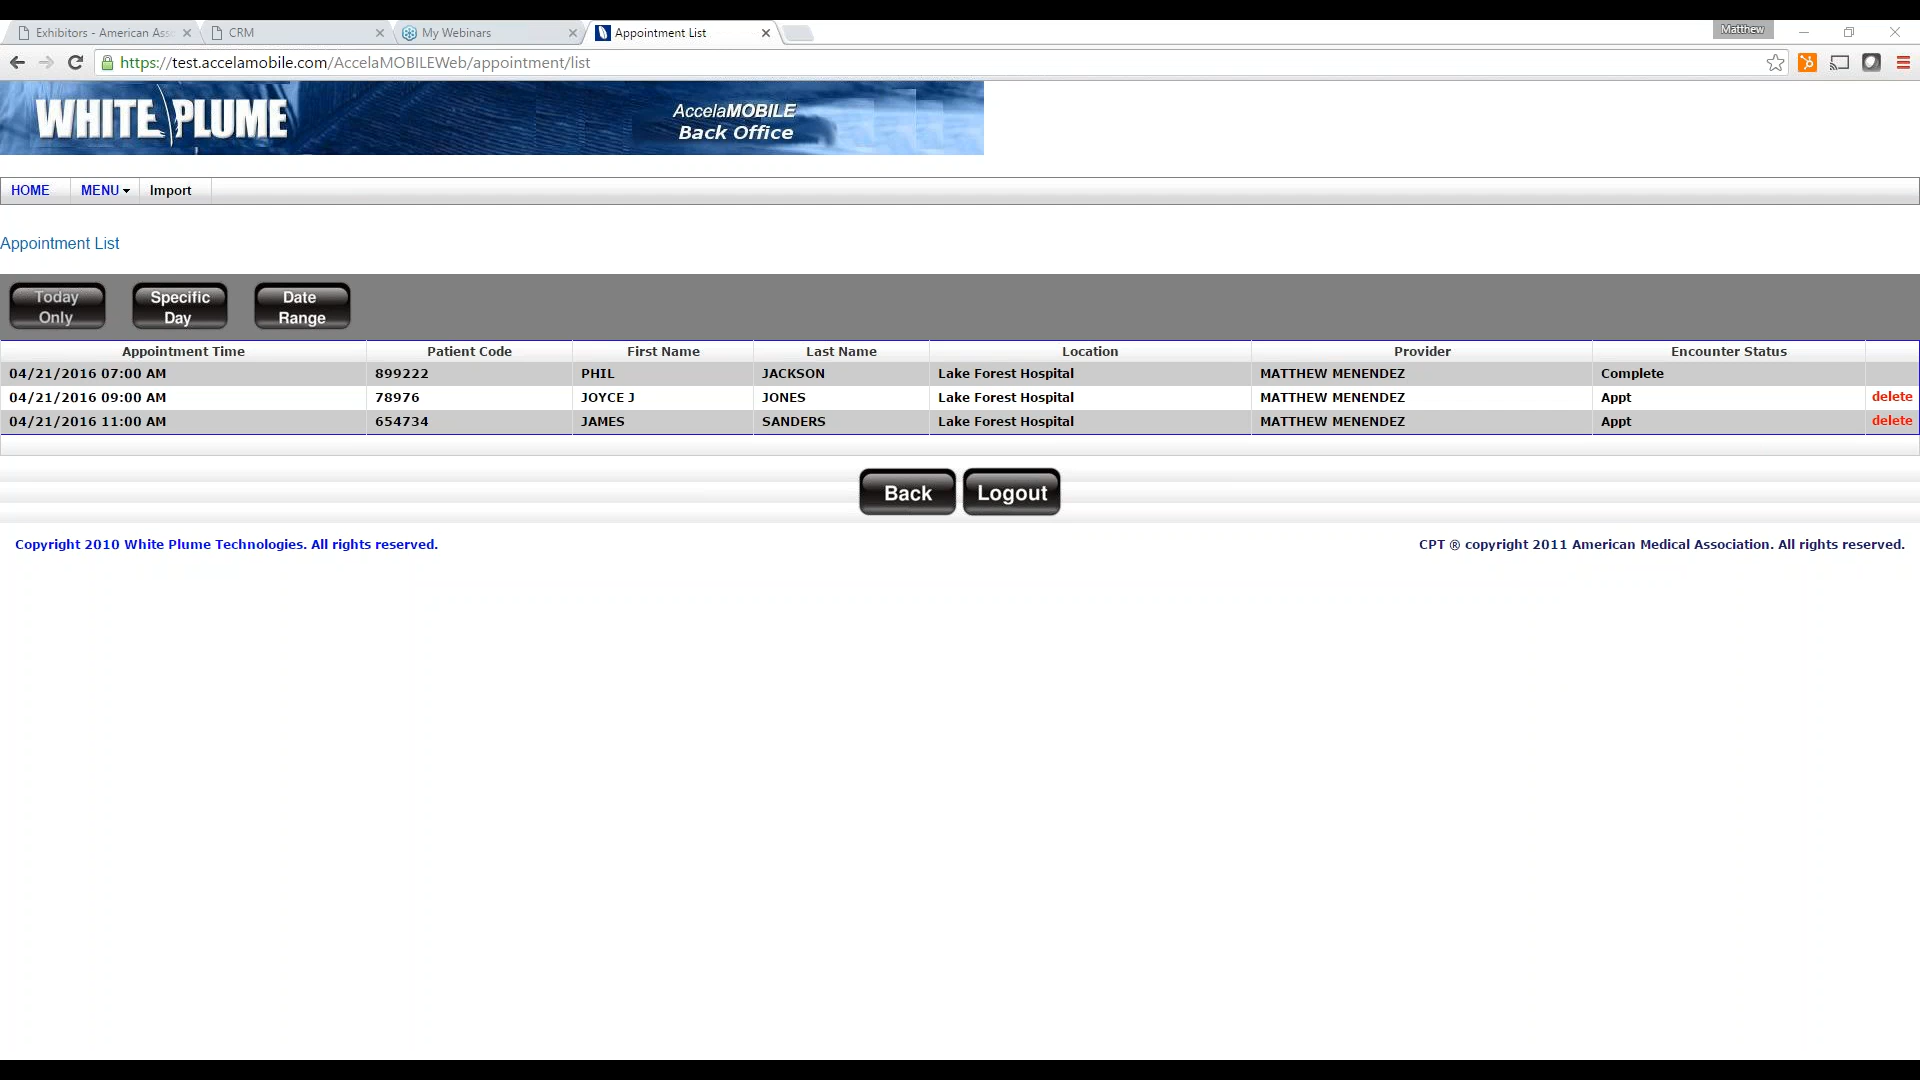 Exhibitors - American Ass
CRM
My Webinars
Appointment List
Matthew
https://test.accelamobile.com/AccelaMOBILEWeb/appointment/list
WHITE PLUME
AccelaMOBILE
Back Office
HOME MENU Import
Appointment List
Today Only
Specific Day
Date Range
Appointment Time Patient Code First Name Last Name Location Provider Encounter Status
04/21/2016 07:00 AM 899222 PHIL JACKSON Lake Forest Hospital MATTHEW MENENDEZ Complete
04/21/2016 09:00 AM 78976 JOYCE J JONES Lake Forest Hospital MATTHEW MENENDEZ Appt delete
04/21/2016 11:00 AM 654734 JAMES SANDERS Lake Forest Hospital MATTHEW MENENDEZ Appt delete
Back Logout
Copyright 2010 White Plume Technologies. All rights reserved.
CPT ® copyright 2011 American Medical Association. All rights reserved.